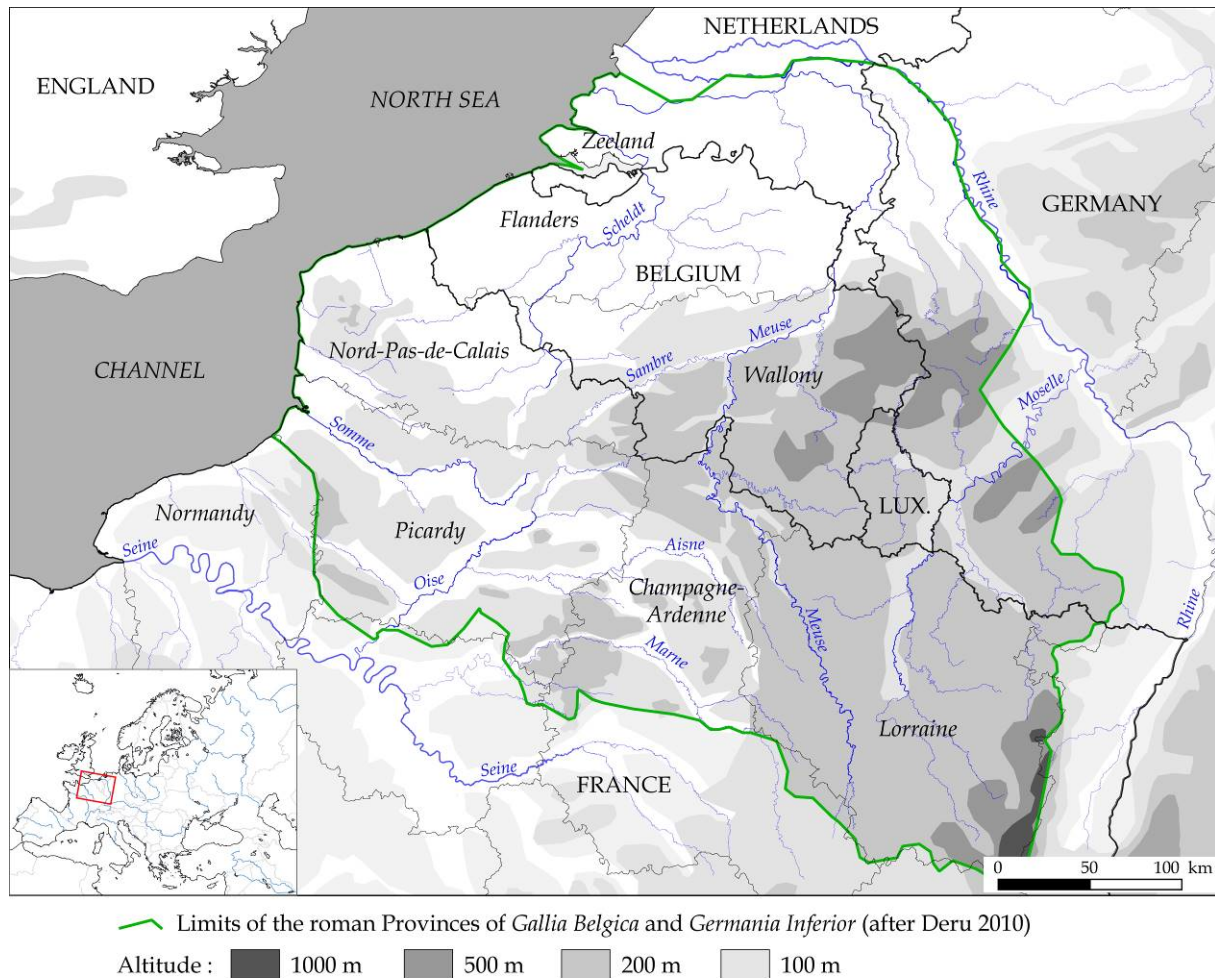 NETHERLANDS
ENGLAND
NORTH SEA
Zeeland
Rhine
GERMANY
Flanders
Scheldt
BELGIUM
Meuse
Nord-Pas-de-Calais
CHANNEL
Sambre
Wallony
Moselle
Somme
LUX.
Normandy
Picardy
Seine
Aisne
Oise
Champagne-
Ardenne
Meuse
Rhine
Marne
Lorraine
Seine
FRANCE
0 50 100 km
Limits of the roman Provinces of Gallia Belgica and Germania Inferior (after Deru 2010)
Altitude : 1000 m 500 m 200 m 100 m